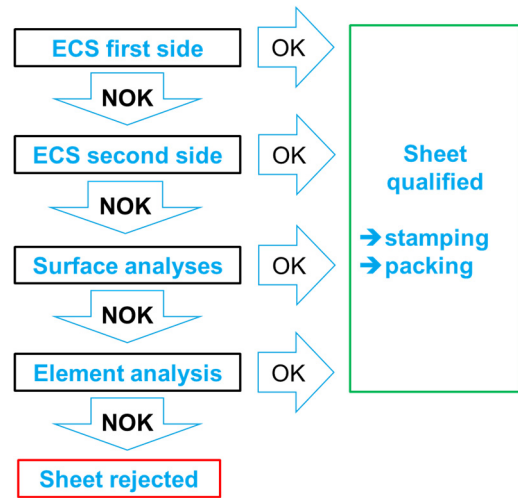 ECS first side
OK
NOK
ECS second side
OK
NOK
Surface analyses
OK
NOK
Element analysis
OK
NOK
Sheet rejected
Sheet
qualified
➔ stamping
➔ packing